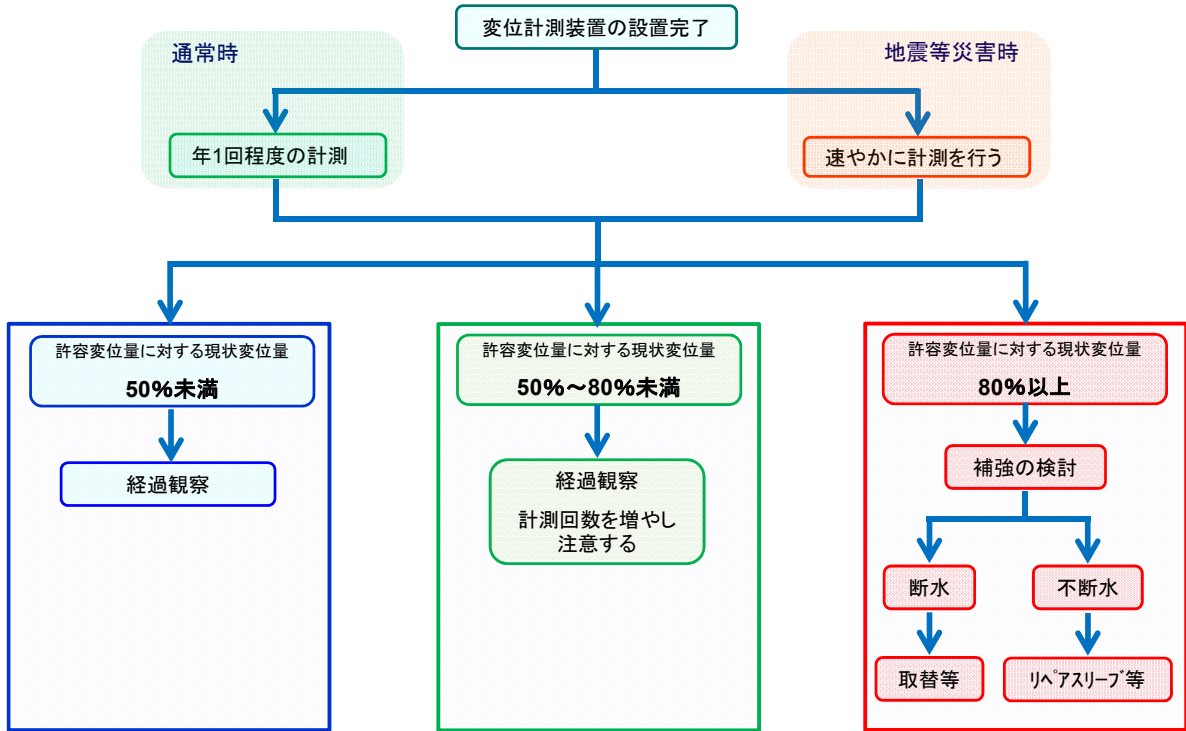 変位計測装置の設置完了
通常時
地震等災害時
年1回程度の計測
速やかに計測を行う
許容変位量に対する現状変位量
50%未満
経過観察
許容変位量に対する現状変位量
50%～80%未満
経過観察
計測回数を増やし
注意する
許容変位量に対する現状変位量
80%以上
補強の検討
断水
不断水
取替等
ﾘﾍﾟｱｽﾘｰﾌﾞ等